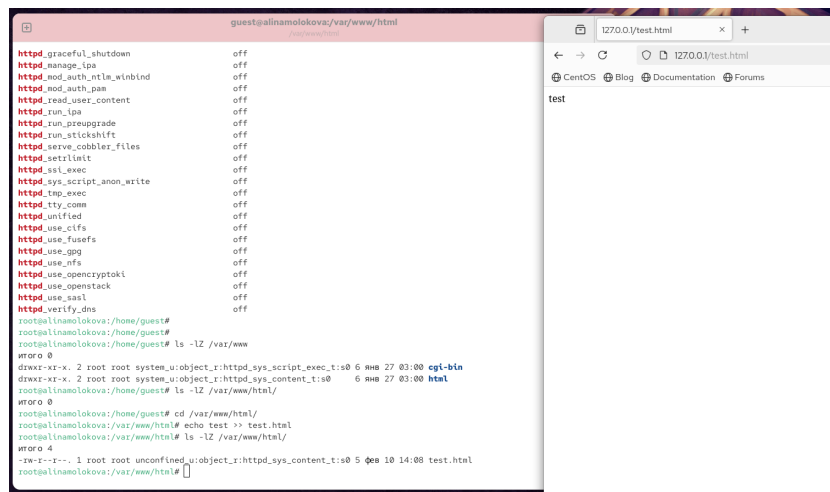 guest@alinamolokova:/var/www/html
/var/www/html
httpd_graceful_shutdown off
httpd_manage_ipa off
httpd_mod_auth_ntlm_winbind off
httpd_mod_auth_pam off
httpd_read_user_content off
httpd_run_ipa off
httpd_run_preupgrade off
httpd_run_stickshift off
httpd_serve_cobbler_files off
httpd_setrlimit off
httpd_ssi_exec off
httpd_sys_script_anon_write off
httpd_tmp_exec off
httpd_tty_comm off
httpd_unified off
httpd_use_cifs off
httpd_use_fusefs off
httpd_use_gpg off
httpd_use_nfs off
httpd_use_opencryptoki off
httpd_use_openstack off
httpd_use_sasl off
httpd_verify_dns off
root@alinamolokova:/home/guest#
root@alinamolokova:/home/guest#
root@alinamolokova:/home/guest# ls -lZ /var/www
итого 0
drwxr-xr-x. 2 root root system_u:object_r:httpd_sys_script_exec_t:s0 6 янв 27 03:00 cgi-bin
drwxr-xr-x. 2 root root system_u:object_r:httpd_sys_content_t:s0 6 янв 27 03:00 html
root@alinamolokova:/home/guest# ls -lZ /var/www/html/
итого 0
root@alinamolokova:/home/guest# cd /var/www/html/
root@alinamolokova:/var/www/html# echo test >> test.html
root@alinamolokova:/var/www/html# ls -lZ /var/www/html/
итого 4
-rw-r--r--. 1 root root unconfined_u:object_r:httpd_sys_content_t:s0 5 фев 10 14:08 test.html
root@alinamolokova:/var/www/html#
127.0.0.1/test.html
127.0.0.1/test.html
CentOS Blog Documentation Forums
test